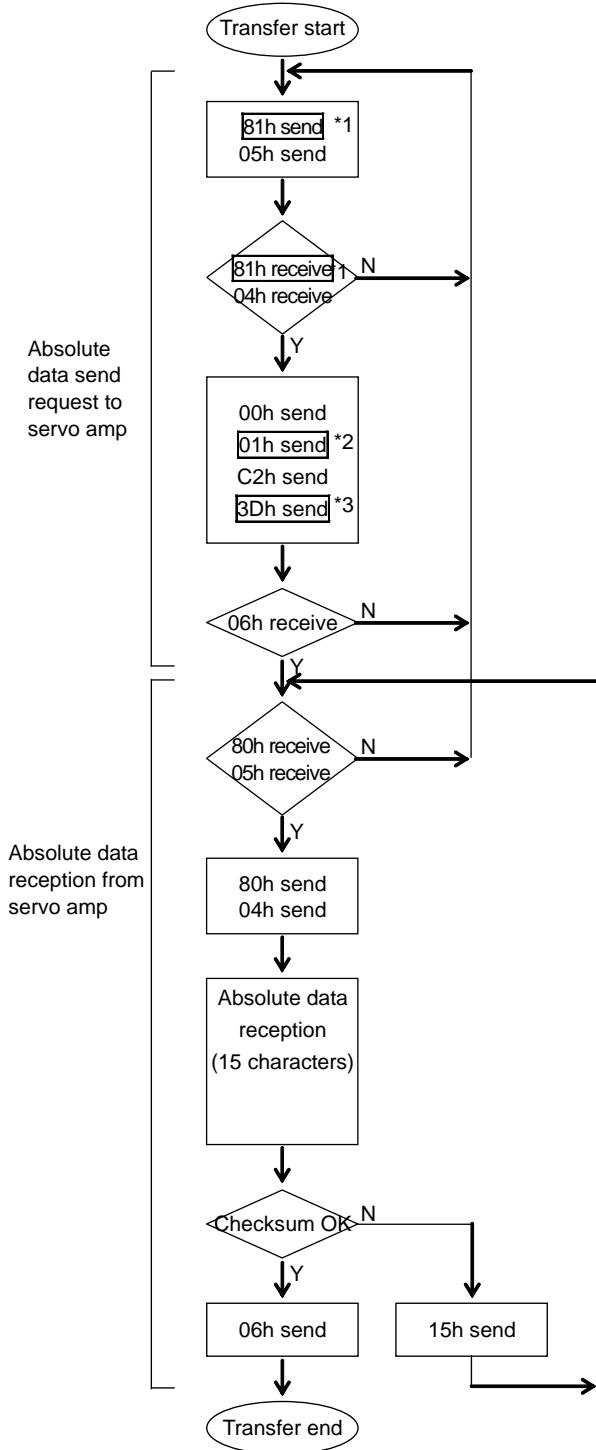 Transfer start
81h send *1
05h send
81h receive*1
N
04h receive
Y
Absolute
data send
request to
servo amp
00h send
01h send *2
C2h send
3Dh send *3
06h receive
N
Y
80h receive
N
05h receive
Y
Absolute data
reception from
servo amp
80h send
04h send
Absolute data
reception
(15 characters)
Checksum OK
N
Y
06h send
15h send
Transfer end